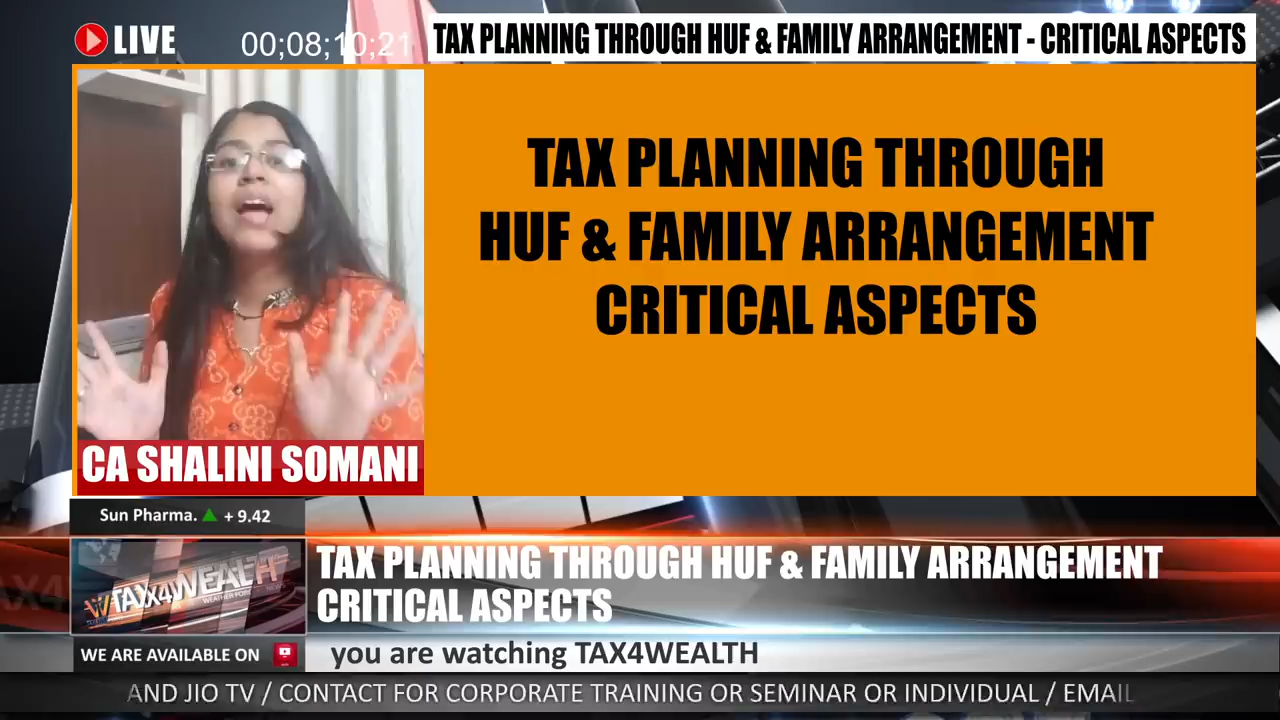 LIVE
00;08;10;21
TAX PLANNING THROUGH HUF & FAMILY ARRANGEMENT - CRITICAL ASPECTS
TAX PLANNING THROUGH
HUF & FAMILY ARRANGEMENT
CRITICAL ASPECTS
CA SHALINI SOMANI
Sun Pharma. ▲ + 9.42
TAX4WEALTH
TAX PLANNING THROUGH HUF & FAMILY ARRANGEMENT
CRITICAL ASPECTS
WE ARE AVAILABLE ON
you are watching TAX4WEALTH
AND JIO TV / CONTACT FOR CORPORATE TRAINING OR SEMINAR OR INDIVIDUAL / EMAIL